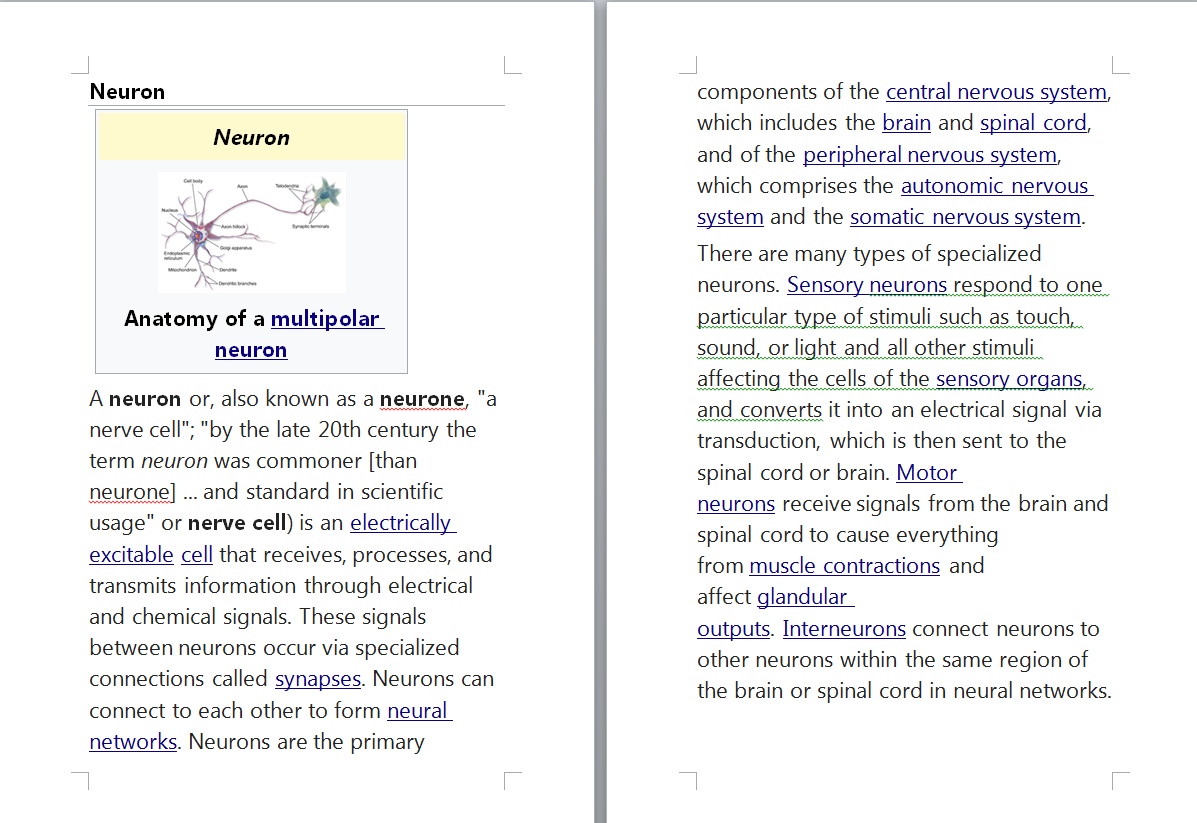 Neuron
Neuron
Cell body
Axon
Telodendria
Nucleus
Axon hillock
Synaptic terminals
Golgi apparatus
Endoplasmic
reticulum
Mitochondrion
Dendrite
Dendritic branches
Anatomy of a multipolar
neuron
A neuron or, also known as a neurone, "a
nerve cell"; "by the late 20th century the
term neuron was commoner [than
neurone] ... and standard in scientific
usage" or nerve cell) is an electrically
excitable cell that receives, processes, and
transmits information through electrical
and chemical signals. These signals
between neurons occur via specialized
connections called synapses. Neurons can
connect to each other to form neural
networks. Neurons are the primary
components of the central nervous system,
which includes the brain and spinal cord,
and of the peripheral nervous system,
which comprises the autonomic nervous
system and the somatic nervous system.
There are many types of specialized
neurons. Sensory neurons respond to one
particular type of stimuli such as touch,
sound, or light and all other stimuli
affecting the cells of the sensory organs,
and converts it into an electrical signal via
transduction, which is then sent to the
spinal cord or brain. Motor
neurons receive signals from the brain and
spinal cord to cause everything
from muscle contractions and
affect glandular
outputs. Interneurons connect neurons to
other neurons within the same region of
the brain or spinal cord in neural networks.